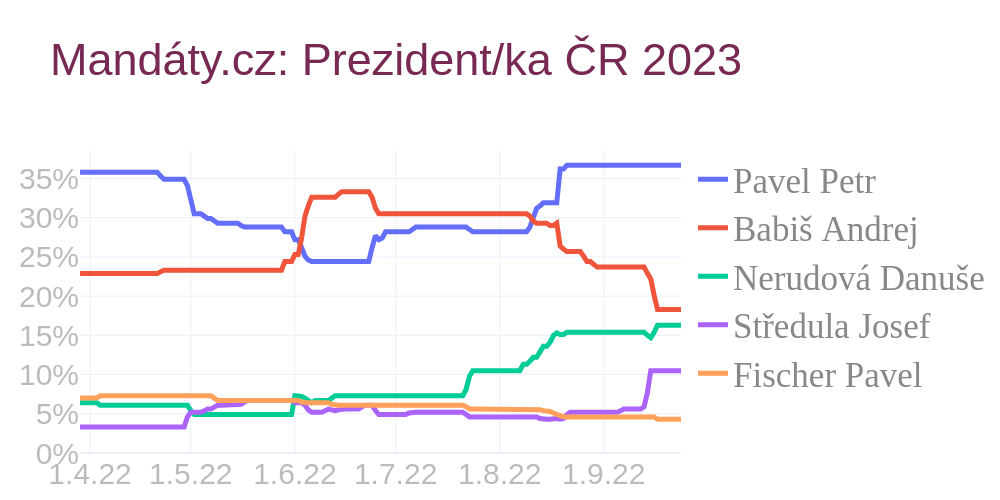 Mandáty.cz: Prezident/ka ČR 2023
35%
30%
25%
20%
15%
10%
5%
0%
1.4.22 1.5.22 1.6.22 1.7.22 1.8.22 1.9.22
Pavel Petr
Babiš Andrej
Nerudová Danuše
Středula Josef
Fischer Pavel